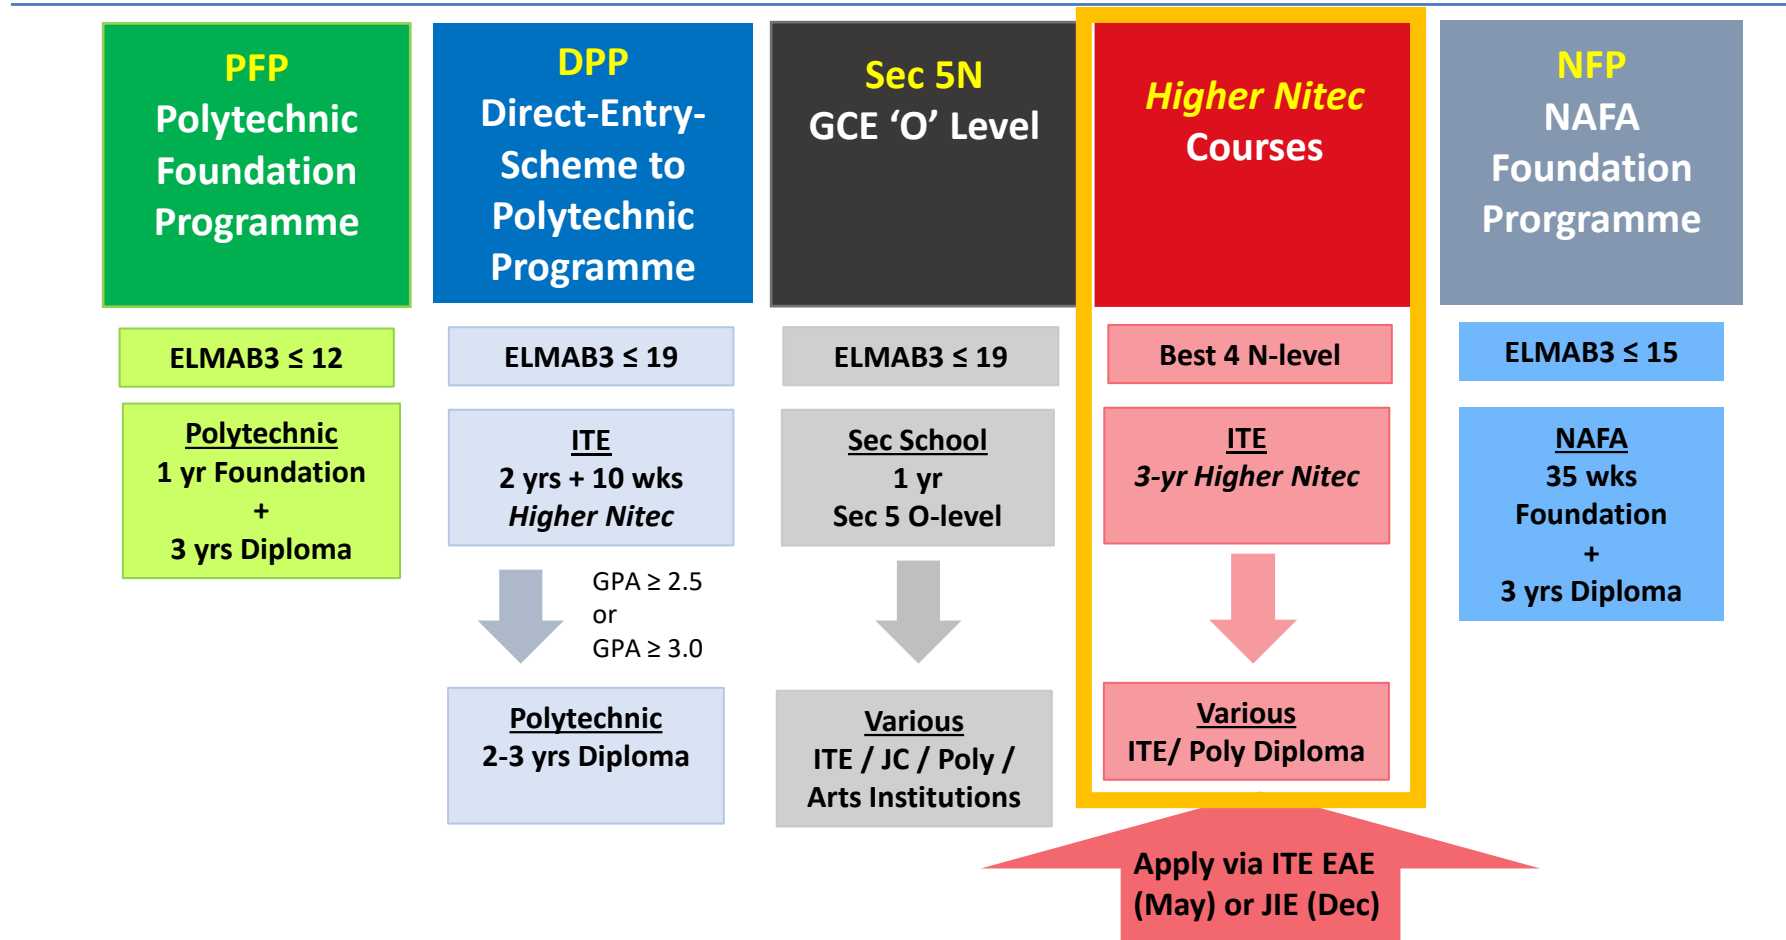 PFP
Polytechnic
Foundation
Programme
ELMAB3 ≤ 12
Polytechnic
1 yr Foundation
+
3 yrs Diploma
DPP
Direct-Entry-
Scheme to
Polytechnic
Programme
ELMAB3 ≤ 19
ITE
2 yrs + 10 wks
Higher Nitec
GPA ≥ 2.5
or
GPA ≥ 3.0
Polytechnic
2-3 yrs Diploma
Sec 5N
GCE ‘O’ Level
ELMAB3 ≤ 19
Sec School
1 yr
Sec 5 O-level
Various
ITE / JC / Poly /
Arts Institutions
Higher Nitec
Courses
Best 4 N-level
ITE
3-yr Higher Nitec
Various
ITE/ Poly Diploma
Apply via ITE EAE
(May) or JIE (Dec)
NFP
NAFA
Foundation
Prorgramme
ELMAB3 ≤ 15
NAFA
35 wks
Foundation
+
3 yrs Diploma